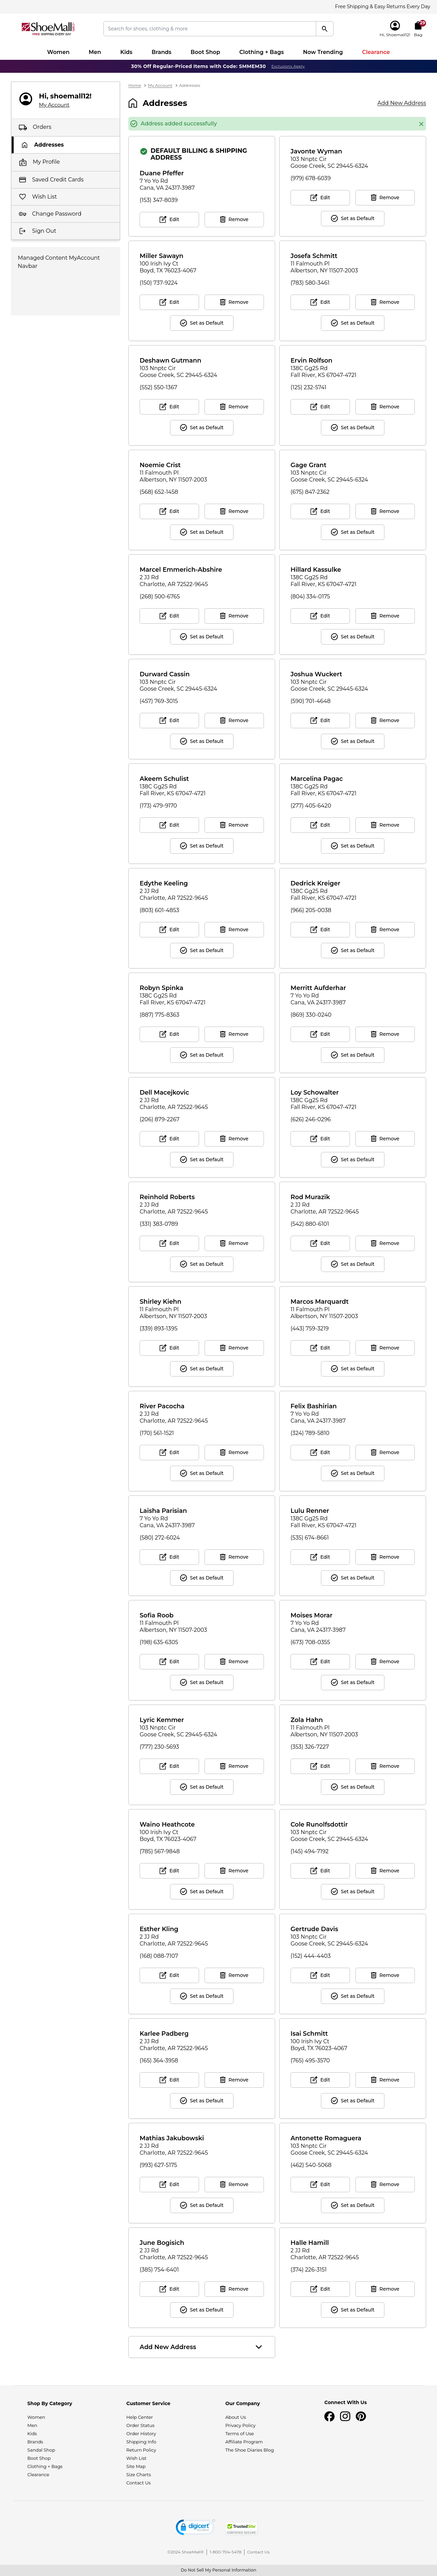 Free Shipping & Easy Returns Every Day
ShoeMall
FREE SHIPPING EVERY DAY
Search for shoes, clothing & more
Hi, Shoemall12!
Bag
Women Men Kids Brands Boot Shop Clothing + Bags Now Trending Clearance
30% Off Regular-Priced Items with Code: SMMEM30 Exclusions Apply
Home > My Account > Addresses
Hi, shoemall12!
My Account
Orders
Addresses
My Profile
Saved Credit Cards
Wish List
Change Password
Sign Out
Managed Content MyAccount
Navbar
Addresses
Add New Address
Address added successfully
DEFAULT BILLING & SHIPPING
ADDRESS
Duane Pfeffer
7 Yo Yo Rd
Cana, VA 24317-3987
(153) 347-8039
Edit Remove
Javonte Wyman
103 Nnptc Cir
Goose Creek, SC 29445-6324
(979) 678-6039
Edit Remove
Set as Default
Miller Sawayn
100 Irish Ivy Ct
Boyd, TX 76023-4067
(150) 737-9224
Edit Remove
Set as Default
Josefa Schmitt
11 Falmouth Pl
Albertson, NY 11507-2003
(783) 580-3461
Edit Remove
Set as Default
Deshawn Gutmann
103 Nnptc Cir
Goose Creek, SC 29445-6324
(552) 550-1367
Edit Remove
Set as Default
Ervin Rolfson
138C Gg25 Rd
Fall River, KS 67047-4721
(125) 232-5741
Edit Remove
Set as Default
Noemie Crist
11 Falmouth Pl
Albertson, NY 11507-2003
(568) 652-1458
Edit Remove
Set as Default
Gage Grant
103 Nnptc Cir
Goose Creek, SC 29445-6324
(675) 847-2362
Edit Remove
Set as Default
Marcel Emmerich-Abshire
2 JJ Rd
Charlotte, AR 72522-9645
(268) 500-6765
Edit Remove
Set as Default
Hillard Kassulke
138C Gg25 Rd
Fall River, KS 67047-4721
(804) 334-0175
Edit Remove
Set as Default
Durward Cassin
103 Nnptc Cir
Goose Creek, SC 29445-6324
(457) 769-3015
Edit Remove
Set as Default
Joshua Wuckert
103 Nnptc Cir
Goose Creek, SC 29445-6324
(590) 701-4648
Edit Remove
Set as Default
Akeem Schulist
138C Gg25 Rd
Fall River, KS 67047-4721
(173) 479-9170
Edit Remove
Set as Default
Marcelina Pagac
138C Gg25 Rd
Fall River, KS 67047-4721
(277) 405-6420
Edit Remove
Set as Default
Edythe Keeling
2 JJ Rd
Charlotte, AR 72522-9645
(803) 601-4853
Edit Remove
Set as Default
Dedrick Kreiger
138C Gg25 Rd
Fall River, KS 67047-4721
(966) 205-0038
Edit Remove
Set as Default
Robyn Spinka
138C Gg25 Rd
Fall River, KS 67047-4721
(887) 775-8363
Edit Remove
Set as Default
Merritt Aufderhar
7 Yo Yo Rd
Cana, VA 24317-3987
(869) 330-0240
Edit Remove
Set as Default
Dell Macejkovic
2 JJ Rd
Charlotte, AR 72522-9645
(206) 879-2267
Edit Remove
Set as Default
Loy Schowalter
138C Gg25 Rd
Fall River, KS 67047-4721
(626) 246-0296
Edit Remove
Set as Default
Reinhold Roberts
2 JJ Rd
Charlotte, AR 72522-9645
(331) 383-0789
Edit Remove
Set as Default
Rod Murazik
2 JJ Rd
Charlotte, AR 72522-9645
(542) 880-6101
Edit Remove
Set as Default
Shirley Kiehn
11 Falmouth Pl
Albertson, NY 11507-2003
(339) 893-1395
Edit Remove
Set as Default
Marcos Marquardt
11 Falmouth Pl
Albertson, NY 11507-2003
(443) 759-3219
Edit Remove
Set as Default
River Pacocha
2 JJ Rd
Charlotte, AR 72522-9645
(170) 561-1521
Edit Remove
Set as Default
Felix Bashirian
7 Yo Yo Rd
Cana, VA 24317-3987
(324) 789-5810
Edit Remove
Set as Default
Laisha Parisian
7 Yo Yo Rd
Cana, VA 24317-3987
(580) 272-6024
Edit Remove
Set as Default
Lulu Renner
138C Gg25 Rd
Fall River, KS 67047-4721
(535) 674-8661
Edit Remove
Set as Default
Sofia Roob
11 Falmouth Pl
Albertson, NY 11507-2003
(198) 635-6305
Edit Remove
Set as Default
Moises Morar
7 Yo Yo Rd
Cana, VA 24317-3987
(673) 708-0355
Edit Remove
Set as Default
Lyric Kemmer
103 Nnptc Cir
Goose Creek, SC 29445-6324
(777) 230-5693
Edit Remove
Set as Default
Zola Hahn
11 Falmouth Pl
Albertson, NY 11507-2003
(353) 326-7227
Edit Remove
Set as Default
Waino Heathcote
100 Irish Ivy Ct
Boyd, TX 76023-4067
(785) 567-9848
Edit Remove
Set as Default
Cole Runolfsdottir
103 Nnptc Cir
Goose Creek, SC 29445-6324
(145) 494-7192
Edit Remove
Set as Default
Esther Kling
2 JJ Rd
Charlotte, AR 72522-9645
(168) 088-7107
Edit Remove
Set as Default
Gertrude Davis
103 Nnptc Cir
Goose Creek, SC 29445-6324
(152) 444-4403
Edit Remove
Set as Default
Karlee Padberg
2 JJ Rd
Charlotte, AR 72522-9645
(165) 364-3958
Edit Remove
Set as Default
Isai Schmitt
100 Irish Ivy Ct
Boyd, TX 76023-4067
(765) 495-3570
Edit Remove
Set as Default
Mathias Jakubowski
2 JJ Rd
Charlotte, AR 72522-9645
(993) 627-5175
Edit Remove
Set as Default
Antonette Romaguera
103 Nnptc Cir
Goose Creek, SC 29445-6324
(462) 540-5068
Edit Remove
Set as Default
June Bogisich
2 JJ Rd
Charlotte, AR 72522-9645
(385) 754-6401
Edit Remove
Set as Default
Halle Hamill
2 JJ Rd
Charlotte, AR 72522-9645
(374) 226-3151
Edit Remove
Set as Default
Add New Address
Shop By Category
Women
Men
Kids
Brands
Sandal Shop
Boot Shop
Clothing + Bags
Clearance
Customer Service
Help Center
Order Status
Order History
Shipping Info
Return Policy
Wish List
Site Map
Size Charts
Contact Us
Our Company
About Us
Privacy Policy
Terms of Use
Affiliate Program
The Shoe Diaries Blog
Connect With Us
digicert
TrustedSite
CERTIFIED SECURE
©2024 ShoeMall® | 1-800-704-5478 | Contact Us
Do Not Sell My Personal Information